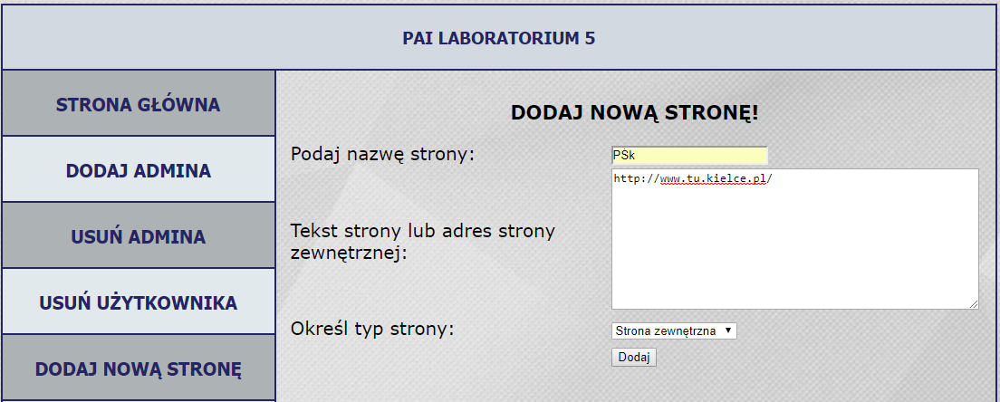 PAI LABORATORIUM 5
STRONA GŁÓWNA
DODAJ ADMINA
USUŃ ADMINA
USUŃ UŻYTKOWNIKA
DODAJ NOWĄ STRONĘ
DODAJ NOWĄ STRONĘ!
Podaj nazwę strony:
PŚk
Tekst strony lub adres strony
zewnętrznej:
http://www.tu.kielce.pl/
Określ typ strony:
Strona zewnętrzna
Dodaj